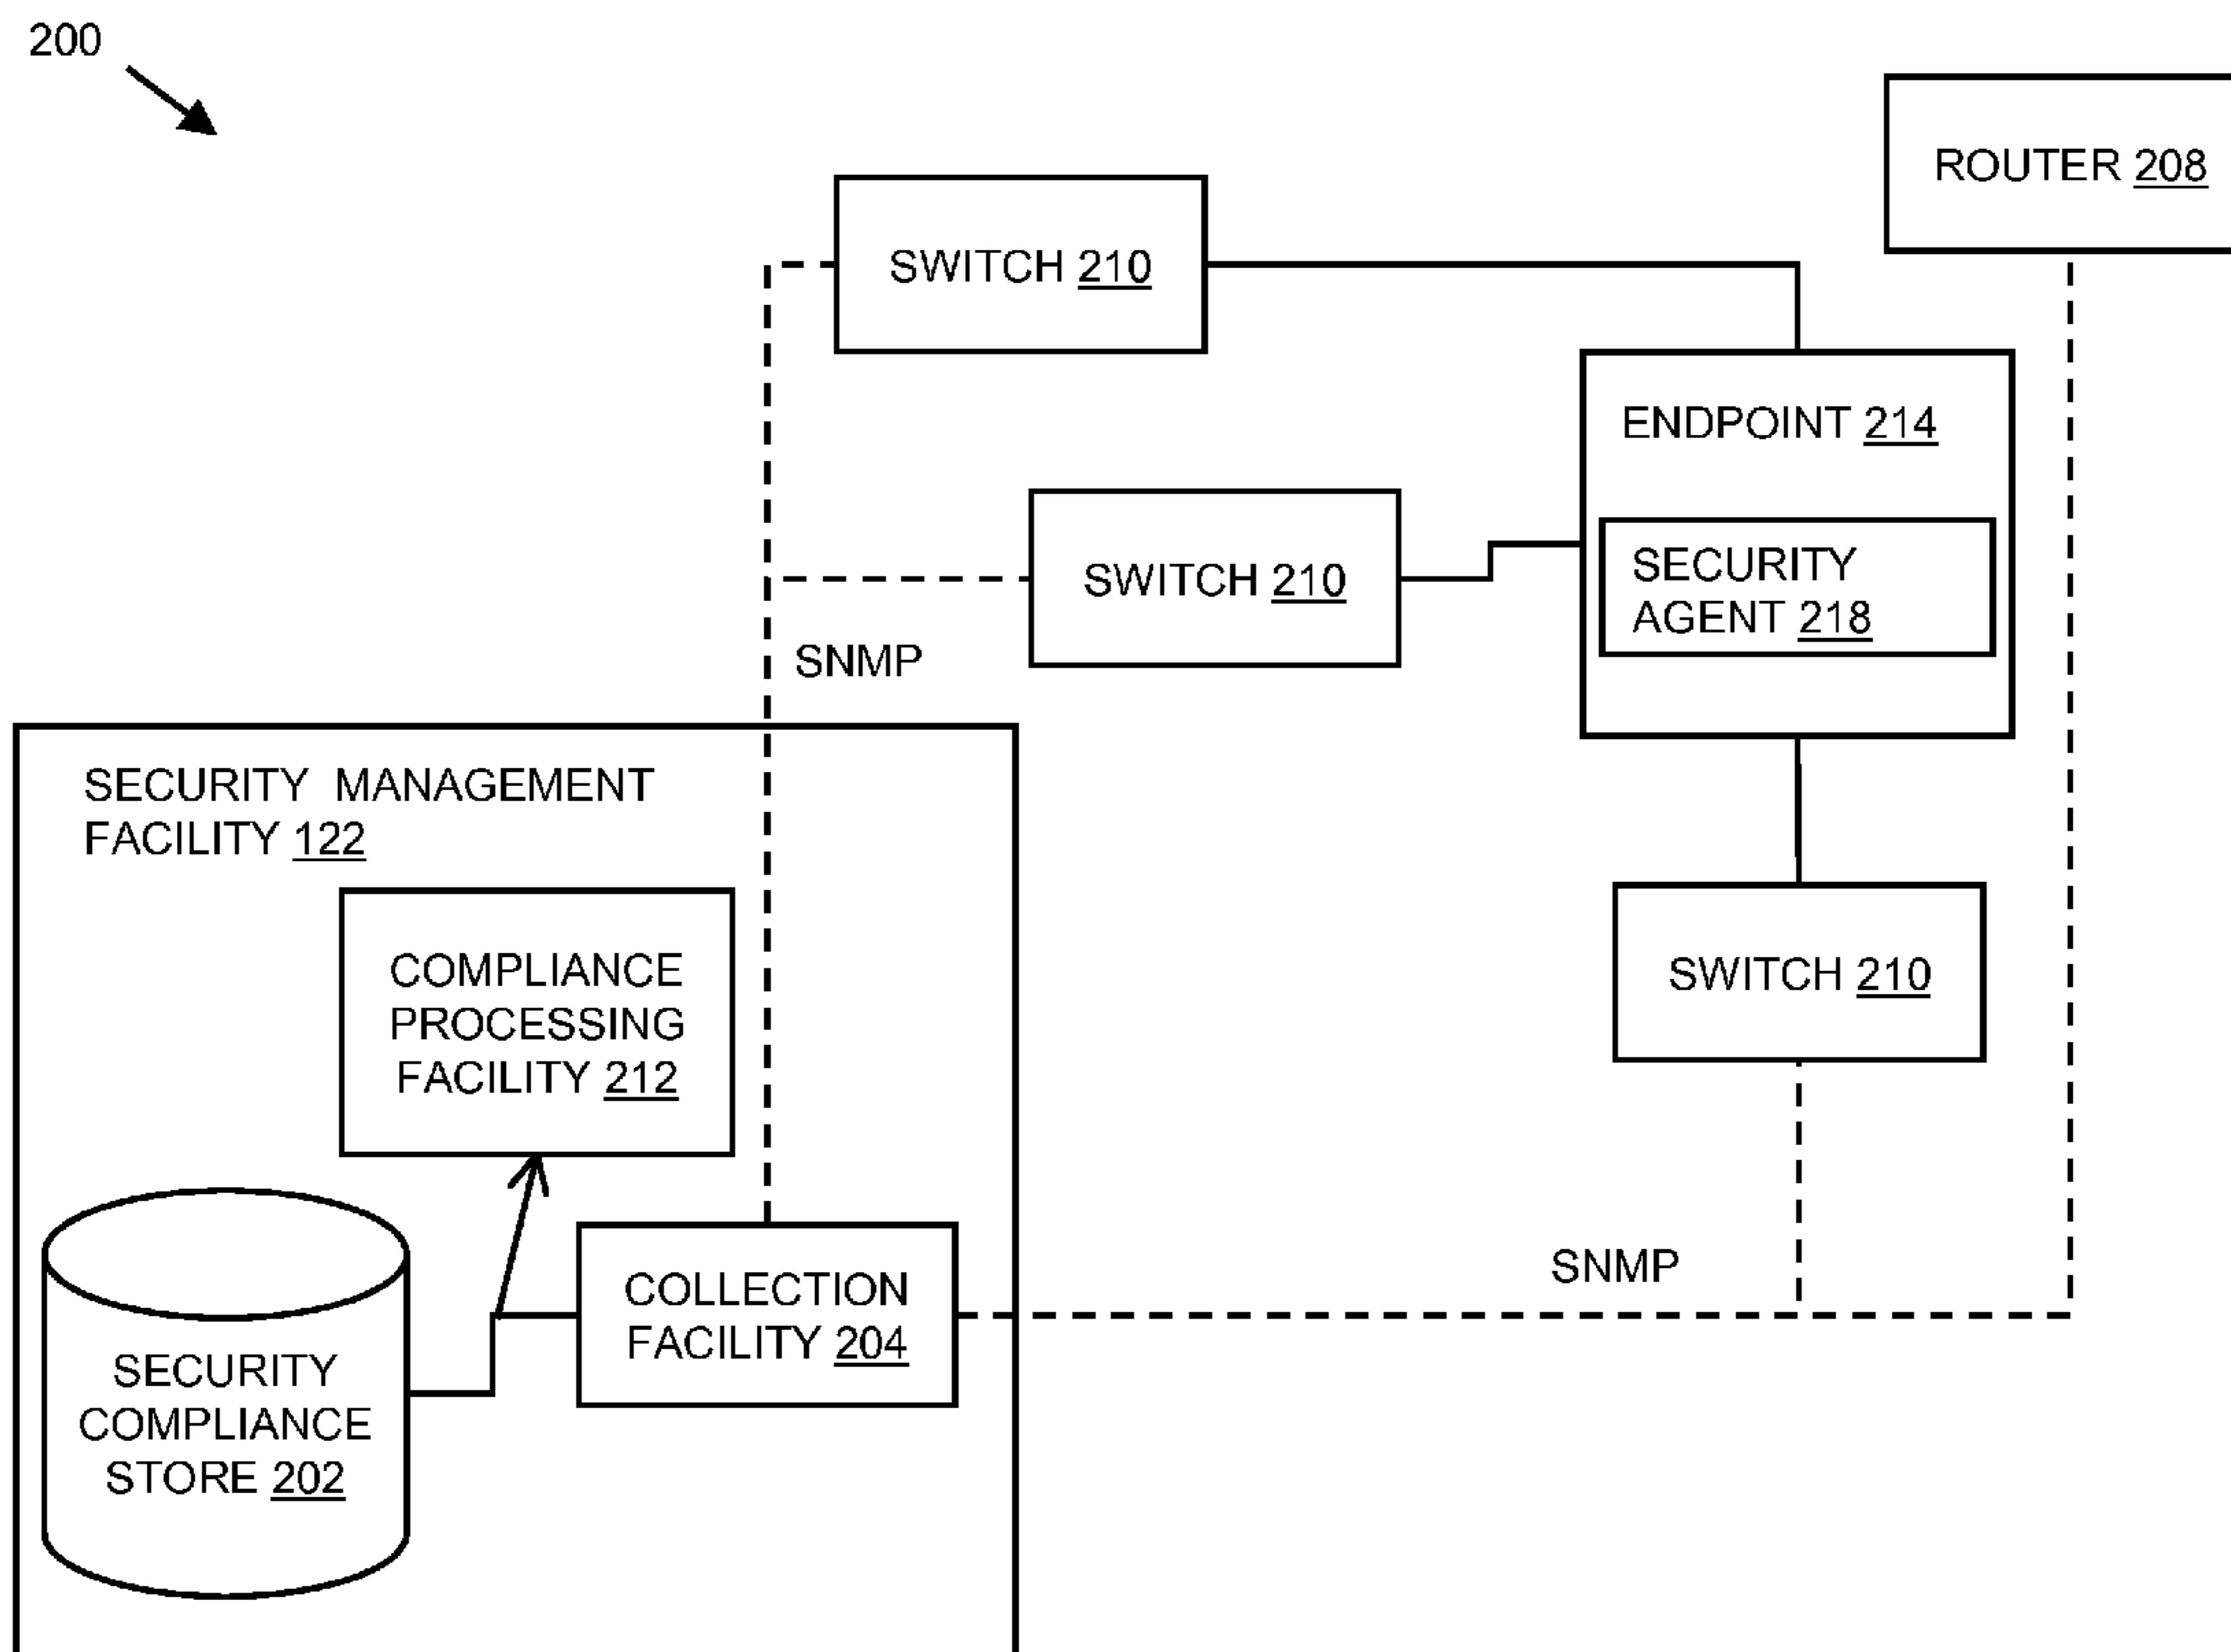 200
ROUTER 208
SWITCH 210
ENDPOINT 214
SWITCH 210
SECURITY
AGENT 218
SNMP
SECURITY MANAGEMENT
FACILITY 122
COMPLIANCE
PROCESSING
FACILITY 212
SWITCH 210
SNMP
COLLECTION
FACILITY 204
SECURITY
COMPLIANCE
STORE 202